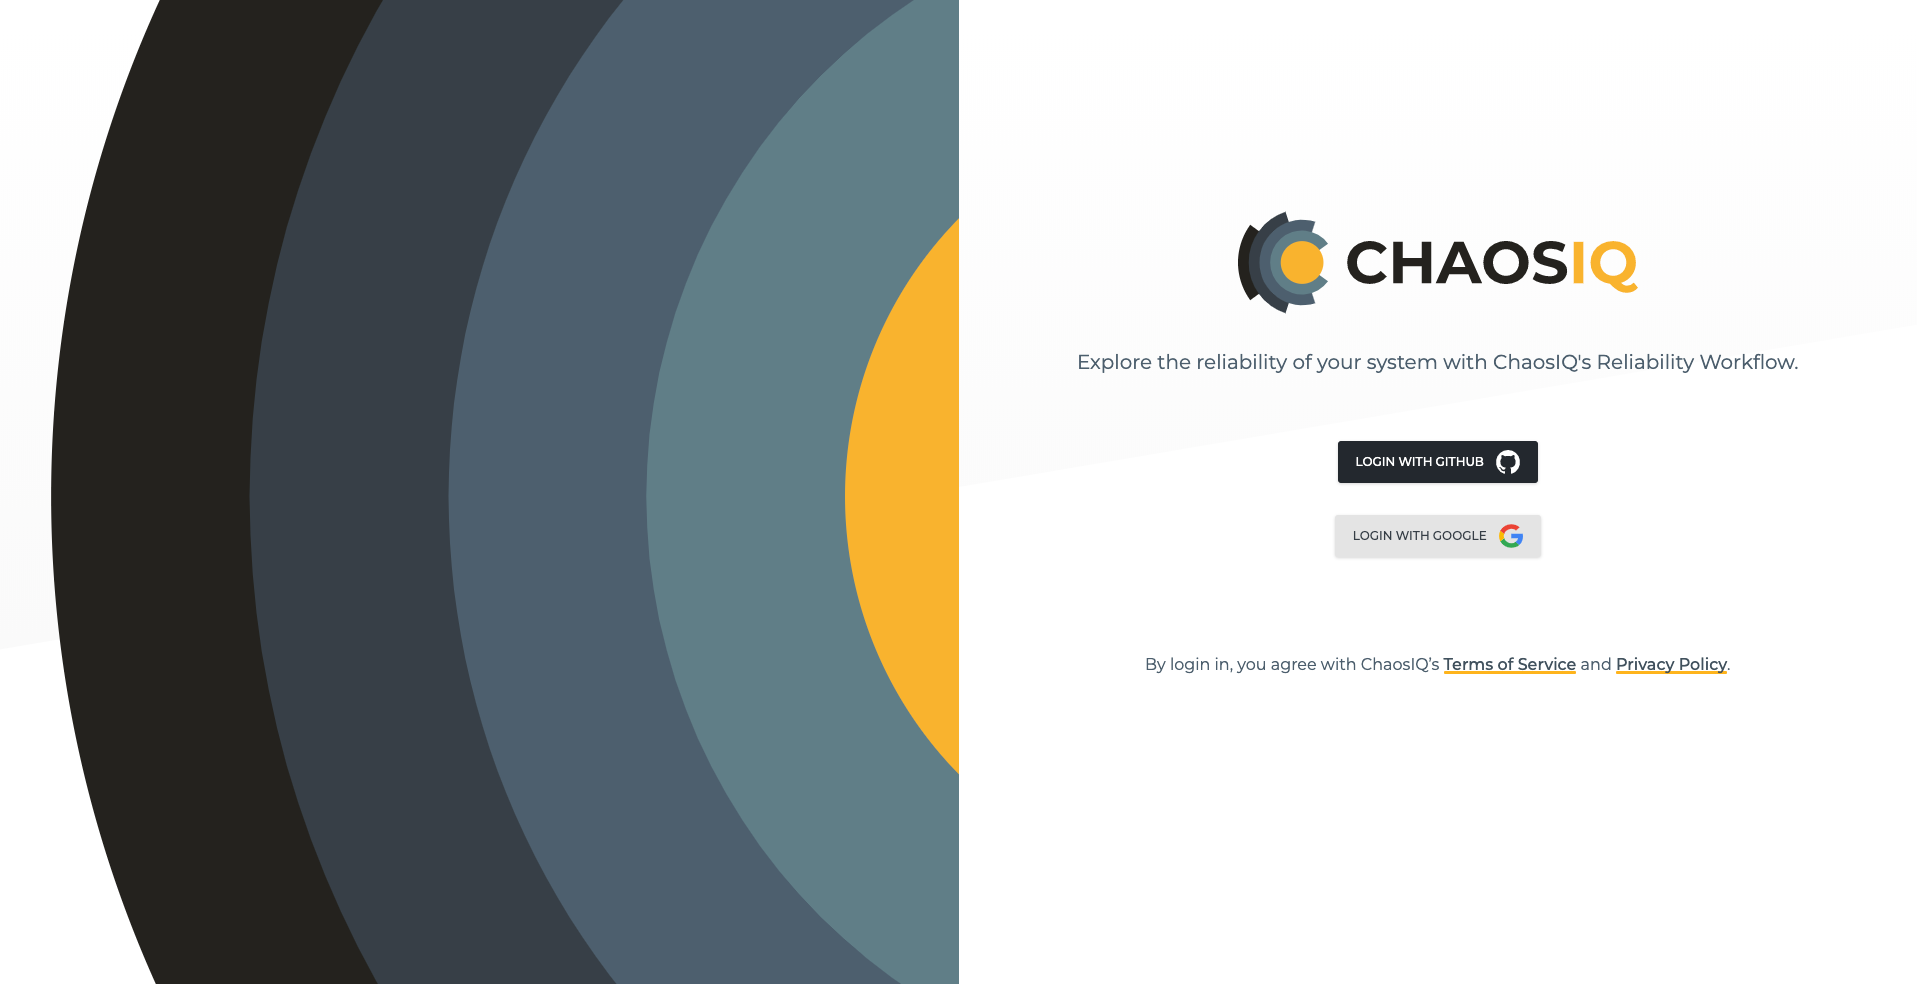 CHAOSIQ
Explore the reliability of your system with ChaosIQ's Reliability Workflow.
LOGIN WITH GITHUB
LOGIN WITH GOOGLE
By login in, you agree with ChaosIQ’s Terms of Service and Privacy Policy.